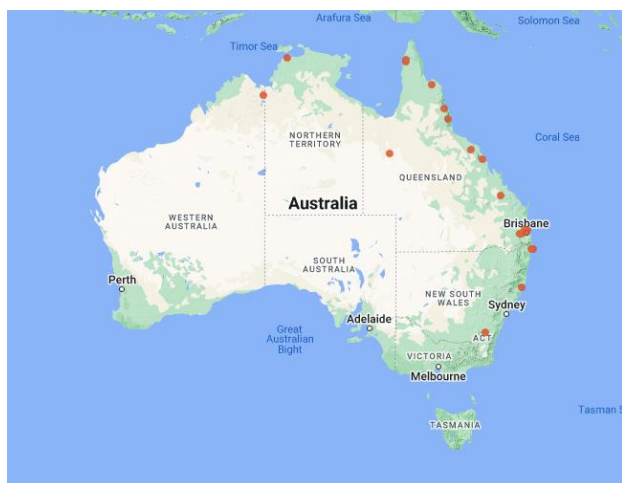 Arafura Sea
Solomon Sea
Timor Sea
Coral Sea
NORTHERN
TERRITORY
QUEENSLAND
Australia
WESTERN
AUSTRALIA
Brisbane
SOUTH
AUSTRALIA
Perth
NEW SOUTH
WALES
Sydney
Adelaide
Great
Australian
Bight
ACT
VICTORIA
Melbourne
Tasman S
TASMANIA